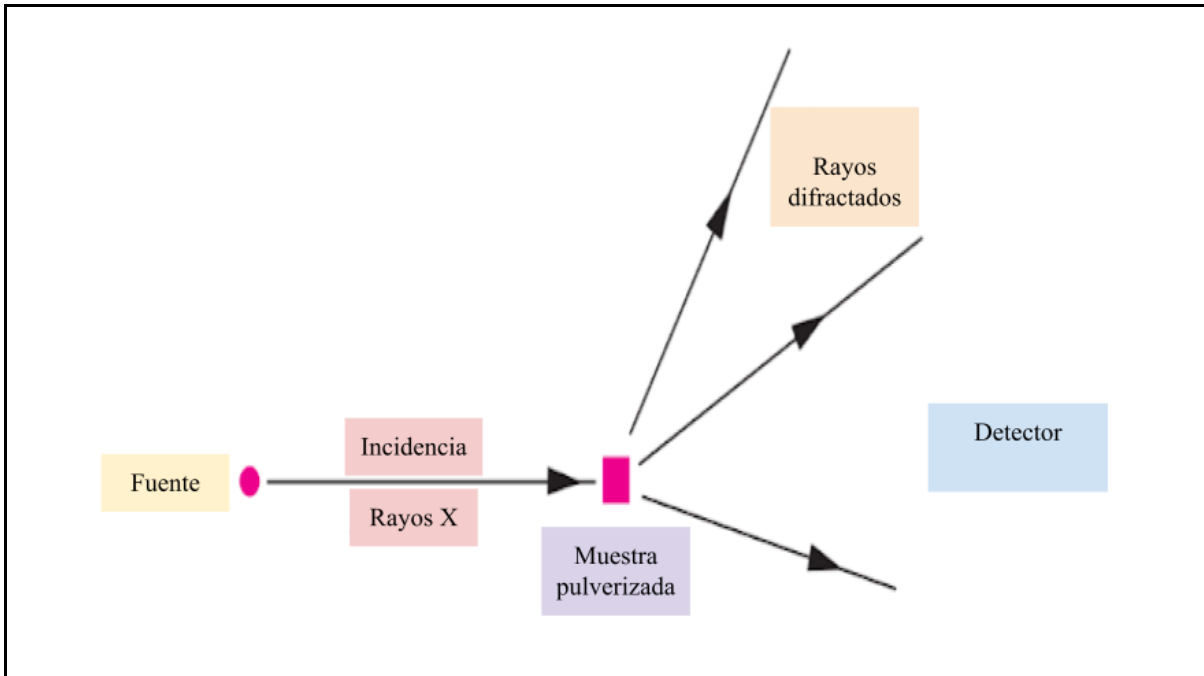 Rayos
difractados
Detector
Incidencia
Fuente
Rayos X
Muestra
pulverizada